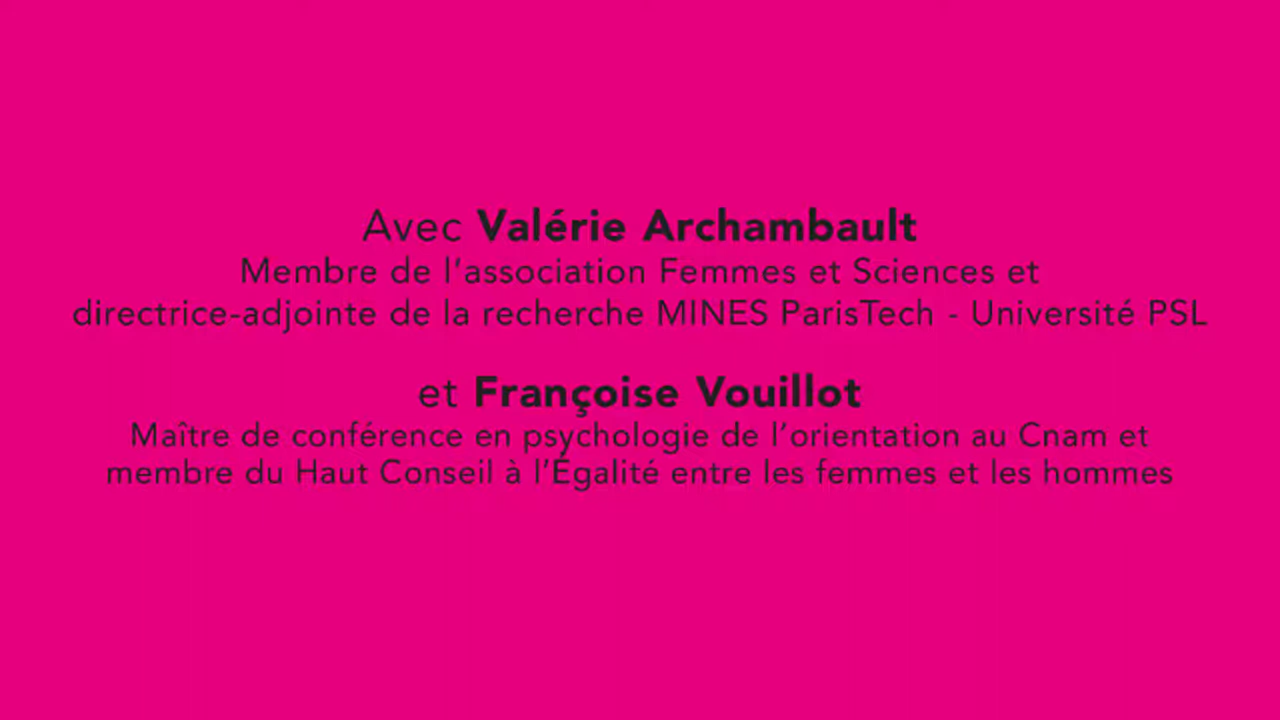 Avec Valérie Archambault
Membre de l'association Femmes et Sciences et
directrice-adjointe de la recherche MINES ParisTech - Université PSL
et Françoise Vouillot
Maître de conférence en psychologie de l'orientation au Cnam et
membre du Haut Conseil à l'Égalité entre les femmes et les hommes